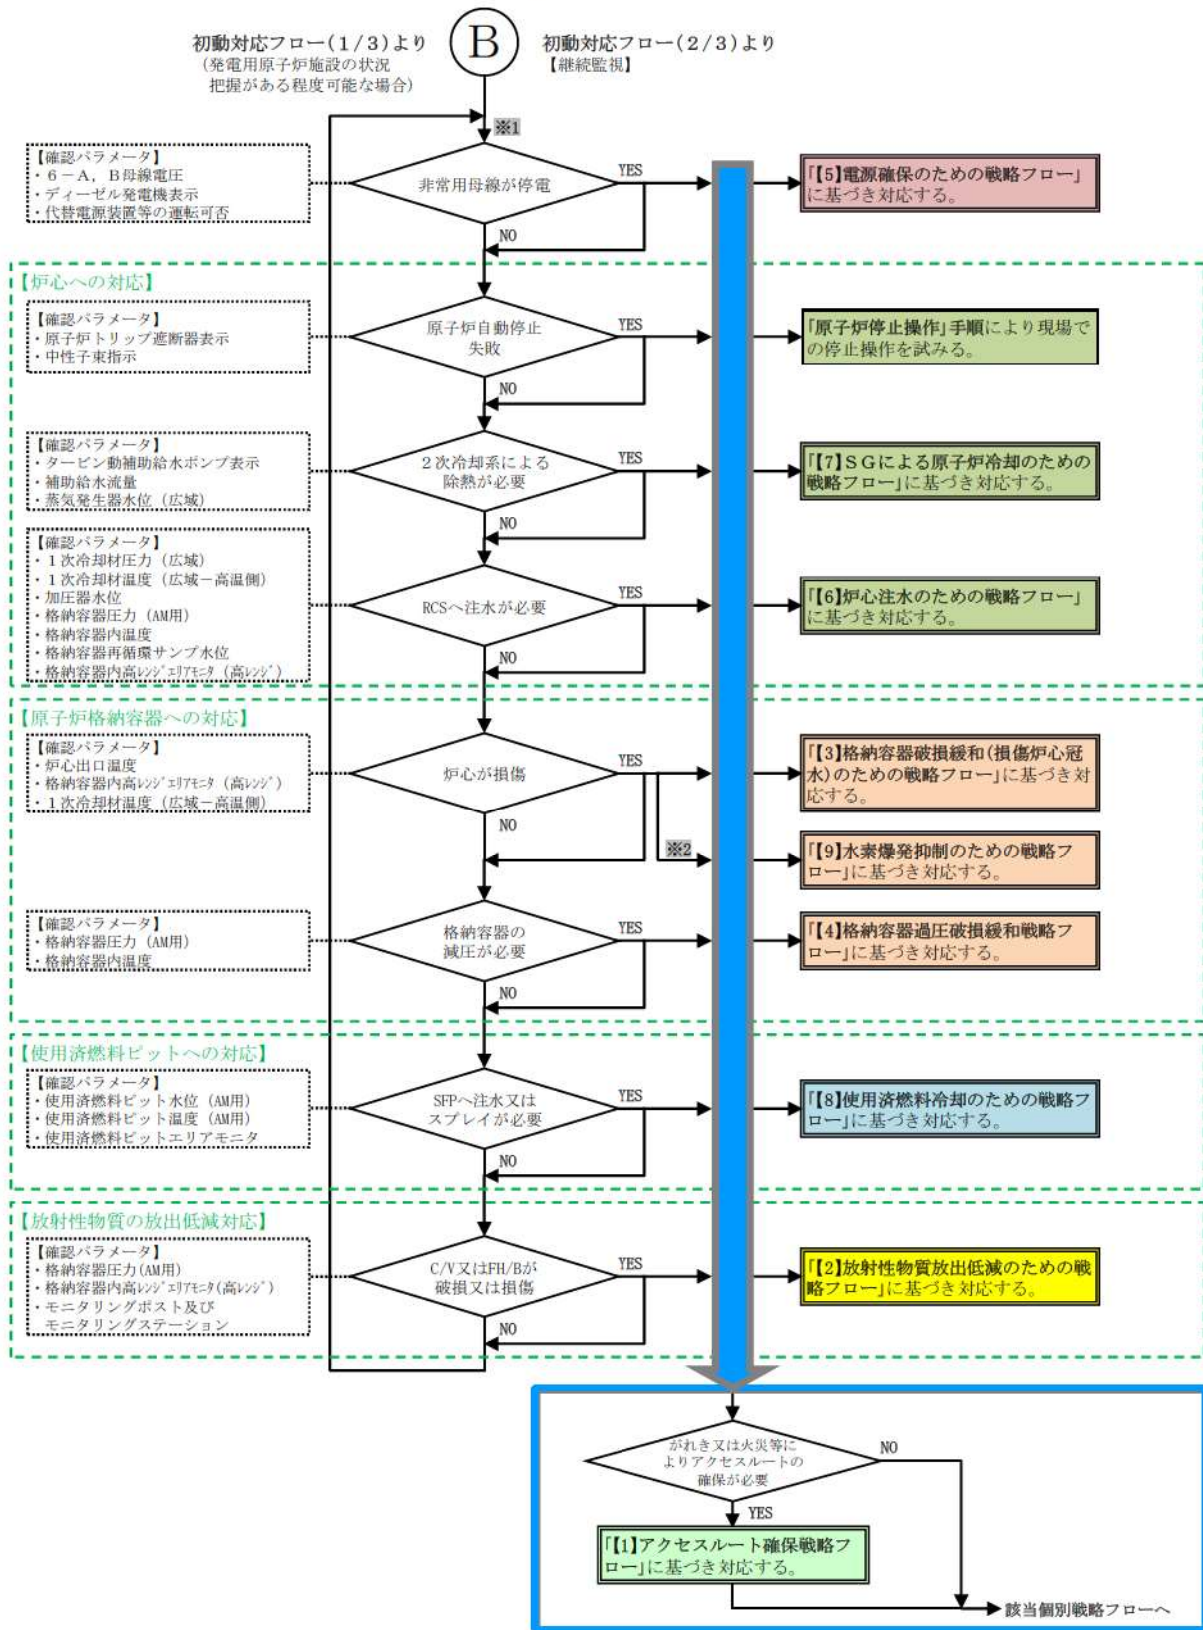 初動対応フロー(1/3)より
(発電用原子炉施設の状況
把握がある程度可能な場合)
B
初動対応フロー(2/3)より
【継続監視】
※1
【確認パラメータ】
・6-A, B母線電圧
・ディーゼル発電機表示
・代替電源装置等の運転可否
非常用母線が停電
YES
NO
「【5】電源確保のための戦略フロー」
に基づき対応する。
【炉心への対応】
【確認パラメータ】
・原子炉トリップ遮断器表示
・中性子束指示
原子炉自動停止
失敗
YES
NO
「原子炉停止操作」手順により現場で
の停止操作を試みる。
【確認パラメータ】
・タービン動補助給水ポンプ表示
・補助給水流量
・蒸気発生器水位(広域)
2次冷却系による
除熱が必要
YES
NO
「【7】SGによる原子炉冷却のための
戦略フロー」に基づき対応する。
【確認パラメータ】
・1次冷却材圧力(広域)
・1次冷却材温度(広域-高温側)
・加圧器水位
・格納容器圧力(AM用)
・格納容器内温度
・格納容器再循環サンプ水位
・格納容器内高ﾚﾝｼﾞｴﾘｱﾓﾆﾀ(高ﾚﾝｼﾞ)
RCSへ注水が必要
YES
NO
「【6】炉心注水のための戦略フロー」
に基づき対応する。
【原子炉格納容器への対応】
【確認パラメータ】
・炉心出口温度
・格納容器内高ﾚﾝｼﾞｴﾘｱﾓﾆﾀ(高ﾚﾝｼﾞ)
・1次冷却材温度(広域-高温側)
炉心が損傷
YES
NO
※2
「【3】格納容器破損緩和(損傷炉心冠
水)のための戦略フロー」に基づき対
応する。
「【9】水素爆発抑制のための戦略フ
ロー」に基づき対応する。
【確認パラメータ】
・格納容器圧力(AM用)
・格納容器内温度
格納容器の
減圧が必要
YES
NO
「【4】格納容器過圧破損緩和戦略フ
ロー」に基づき対応する。
【使用済燃料ピットへの対応】
【確認パラメータ】
・使用済燃料ピット水位(AM用)
・使用済燃料ピット温度(AM用)
・使用済燃料ピットエリアモニタ
SFPへ注水又は
スプレイが必要
YES
NO
「【8】使用済燃料冷却のための戦略フ
ロー」に基づき対応する。
【放射性物質の放出低減対応】
【確認パラメータ】
・格納容器圧力(AM用)
・格納容器内高ﾚﾝｼﾞｴﾘｱﾓﾆﾀ(高ﾚﾝｼﾞ)
・モニタリングポスト及び
モニタリングステーション
C/V又はFH/Bが
破損又は損傷
YES
NO
「【2】放射性物質放出低減のための戦
略フロー」に基づき対応する。
がれき又は火災等に
よりアクセスルートの
確保が必要
NO
YES
「【1】アクセスルート確保戦略フ
ロー」に基づき対応する。
該当個別戦略フローへ